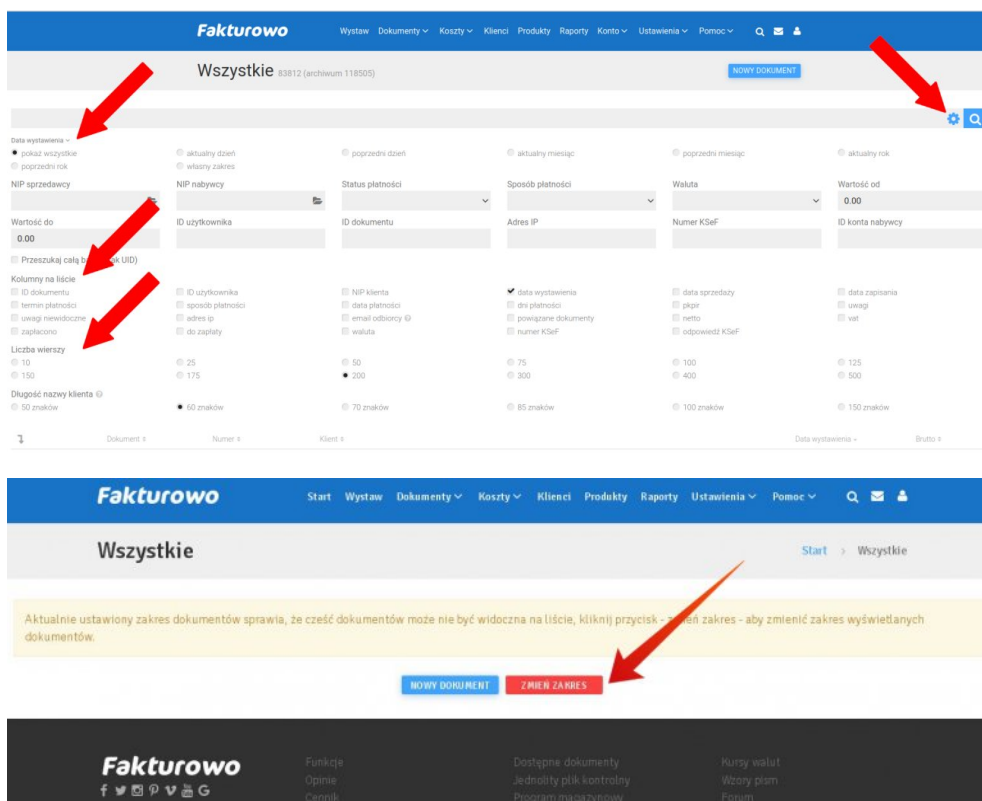 Fakturowo Wystaw Dokumenty Koszty Klienci Produkty Raporty Konto Ustawienia Pomoc
Wszystkie 83812 (archiwum 118505) NOWY DOKUMENT
Data wystawienia
pokaż wszystkie aktualny dzień poprzedni dzień aktualny miesiąc poprzedni miesiąc aktualny rok
poprzedni rok własny zakres
NIP sprzedawcy NIP nabywcy Status płatności Sposób płatności Waluta Wartość od
0.00
Wartość do ID użytkownika ID dokumentu Adres IP Numer KSeF ID konta nabywcy
0.00
Przeszukaj całą UID)
Kolumny na liście
ID dokumentu ID użytkownika NIP klienta data wystawienia data sprzedaży data zapisania
termin płatności sposób płatności data płatności dni płatności pkpir uwagi
uwagi niewidoczne adres ip email odbiorcy powiązane dokumenty netto vat
zapłacono do zapłaty waluta numer KSeF odpowiedź KSeF
Liczba wierszy
10 25 50 75 100 125
150 175 200 300 400 500
Długość nazwy klienta
50 znaków 60 znaków 70 znaków 85 znaków 100 znaków 150 znaków
Dokument Numer Klient Data wystawienia Brutto
Fakturowo Start Wystaw Dokumenty Koszty Klienci Produkty Raporty Ustawienia Pomoc
Wszystkie Start > Wszystkie
Aktualnie ustawiony zakres dokumentów sprawia, że cześć dokumentów może nie być widoczna na liście, kliknij przycisk - zmień zakres - aby zmienić zakres wyświetlanych
dokumentów.
NOWY DOKUMENT ZMIEŃ ZAKRES
Fakturowo Funkcje Dostępne dokumenty Kursy walut
Opinie Jednolity plik kontrolny Wzory pism
Cennik Program magazynowy Forum